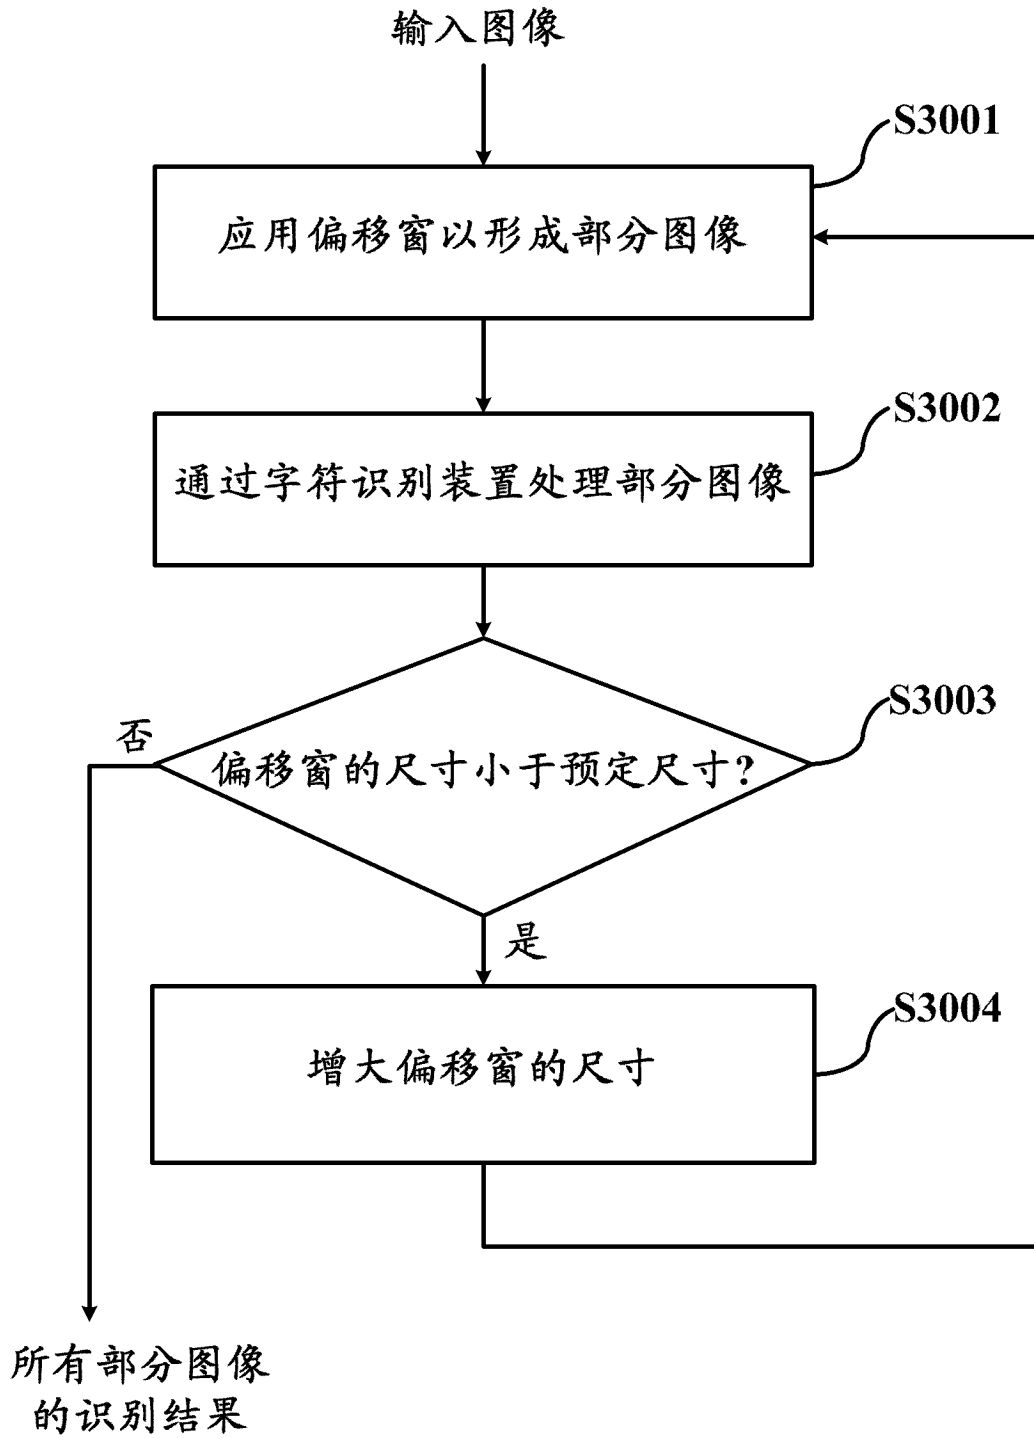 输入图像
S3001
应用偏移窗以形成部分图像
S3002
通过字符识别装置处理部分图像
S3003
否
偏移窗的尺寸小于预定尺寸?
是
S3004
增大偏移窗的尺寸
所有部分图像
的识别结果